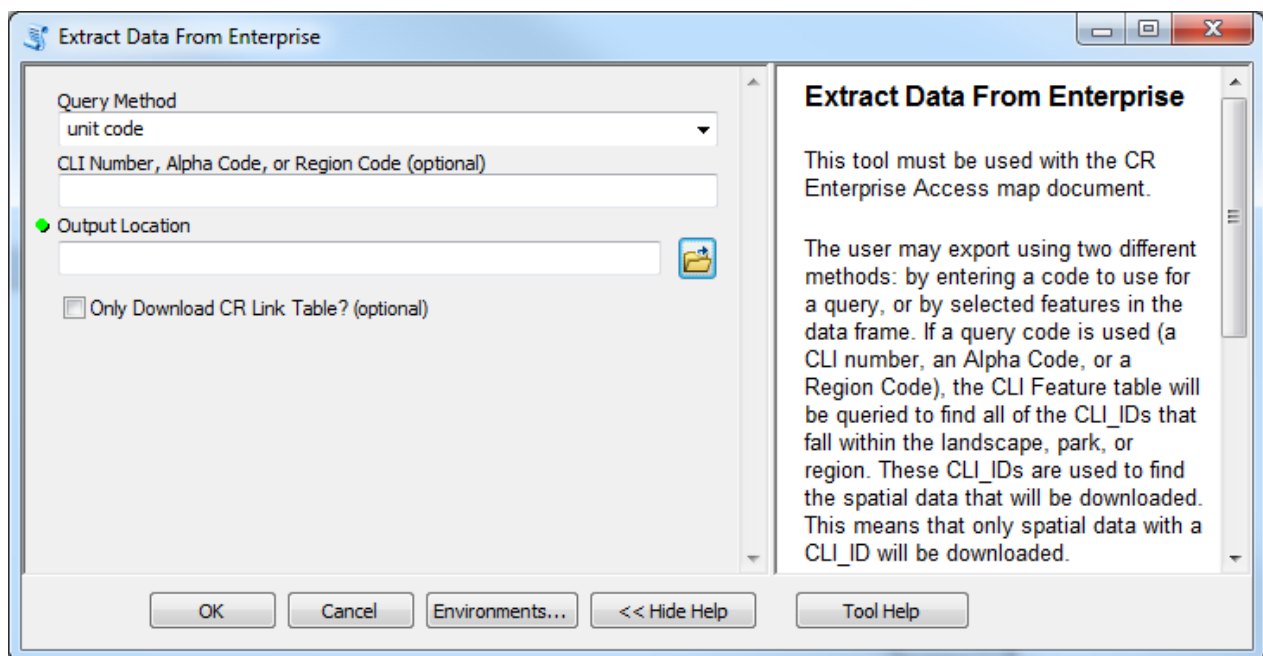 Extract Data From Enterprise
Query Method
unit code
CLI Number, Alpha Code, or Region Code (optional)
Output Location
Only Download CR Link Table? (optional)
Extract Data From Enterprise
This tool must be used with the CR
Enterprise Access map document.
The user may export using two different
methods: by entering a code to use for
a query, or by selected features in the
data frame. If a query code is used (a
CLI number, an Alpha Code, or a
Region Code), the CLI Feature table will
be queried to find all of the CLI_IDs that
fall within the landscape, park, or
region. These CLI_IDs are used to find
the spatial data that will be downloaded.
This means that only spatial data with a
CLI_ID will be downloaded.
OK
Cancel
Environments...
<< Hide Help
Tool Help